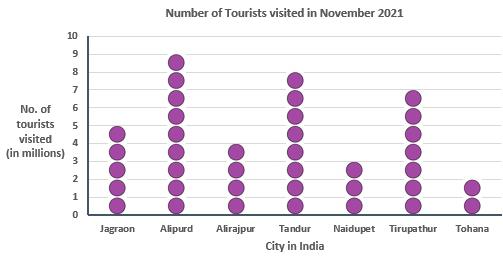 Number of Tourists visited in November 2021
10
9
8
7
6
5
4
3
2
1
0
No. of
tourists
visited
(in millions)
Jagraon Alipurd Alirajpur Tandur Naidupet Tirupathur Tohana
City in India